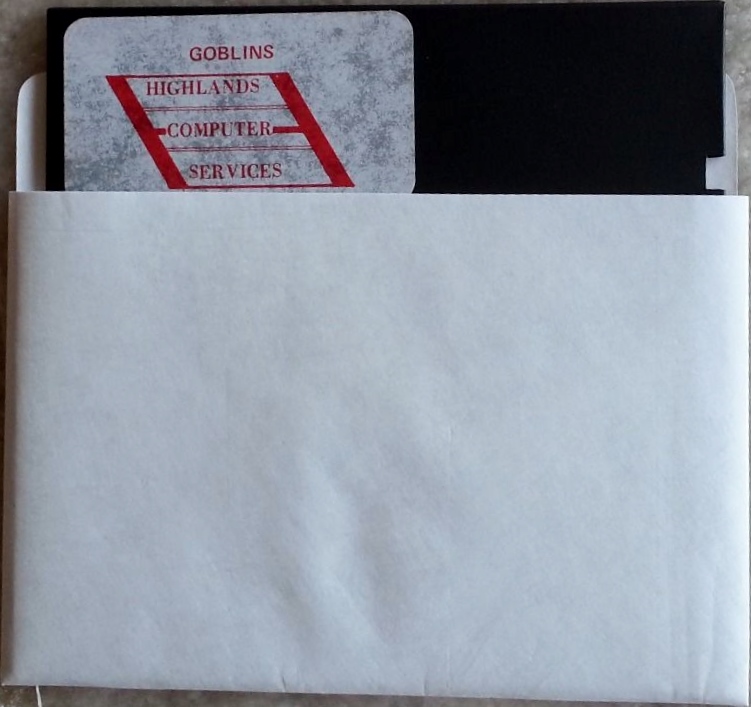 GOBLINS
HIGHLANDS
COMPUTER
SERVICES